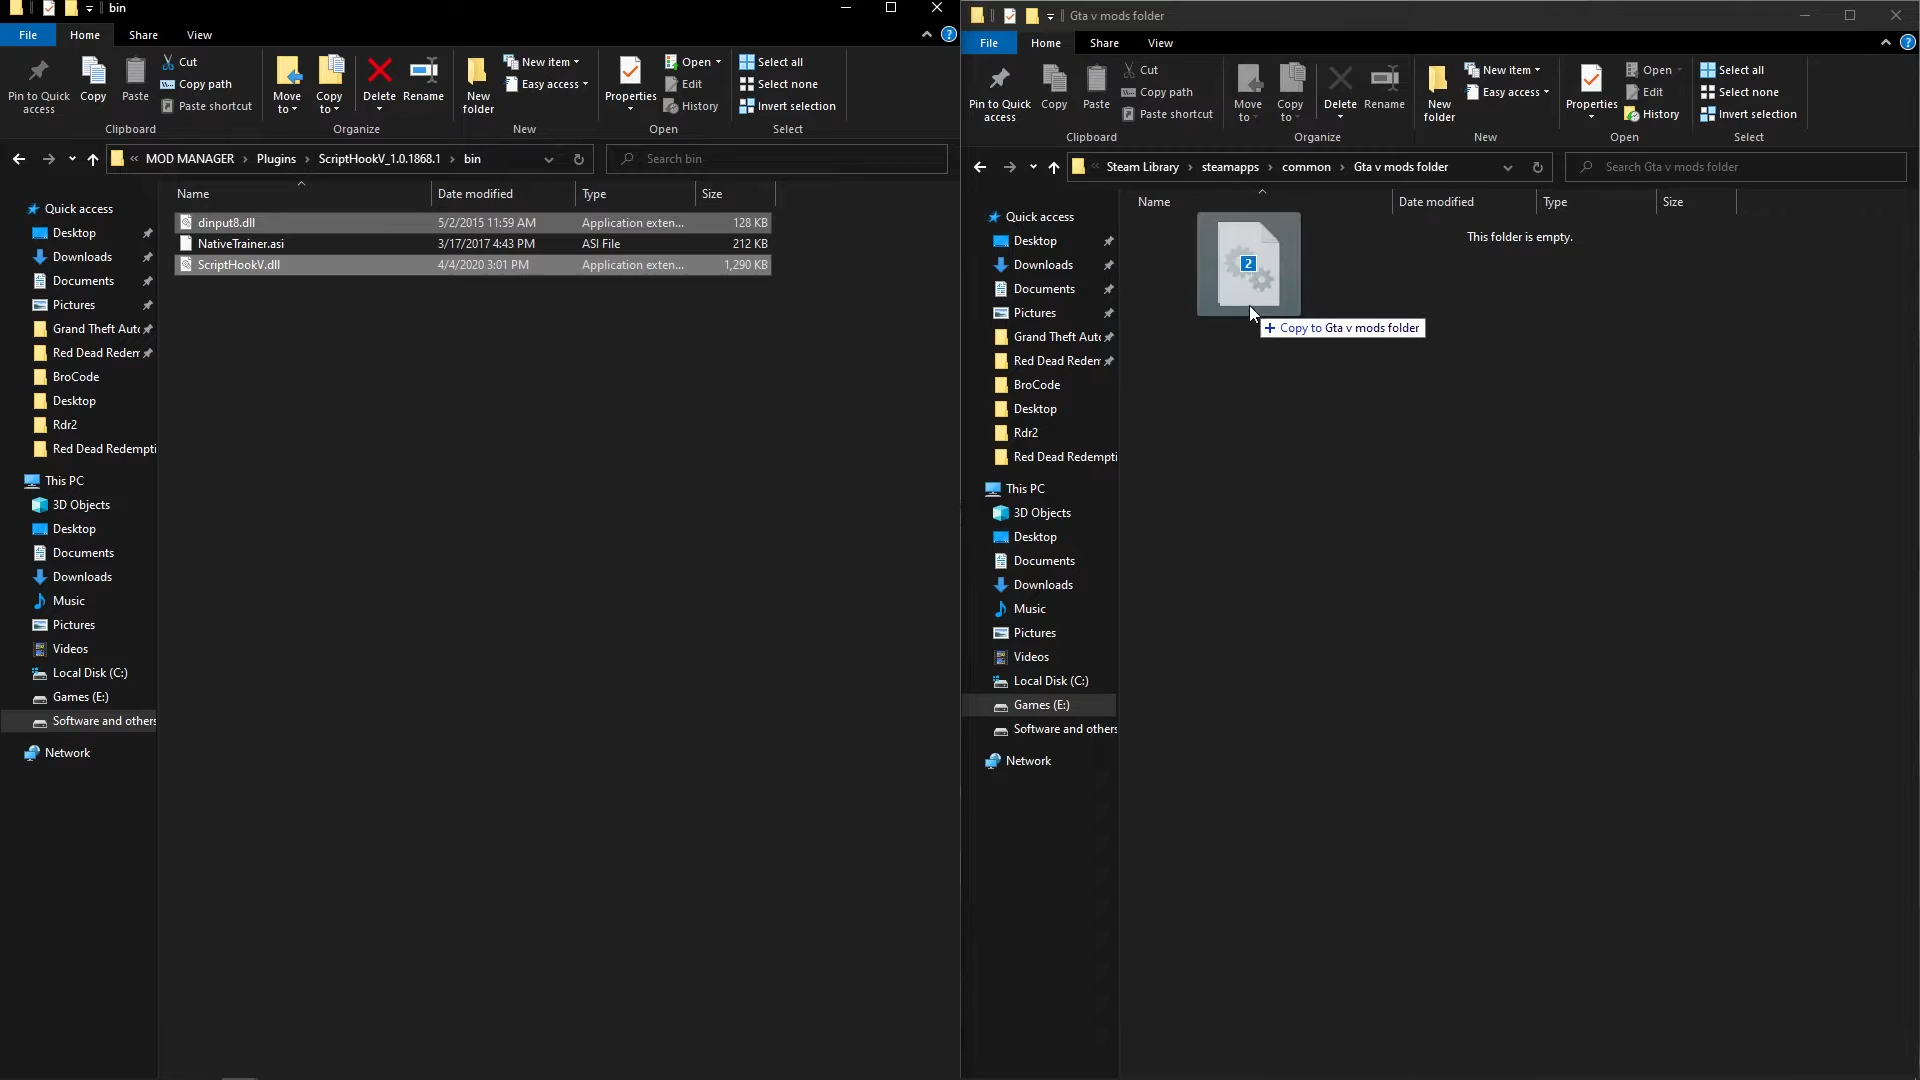 bin
File Home Share View
Pin to Quick access
Copy
Paste
Cut
Copy path
Paste shortcut
Clipboard
Move to
Copy to
Delete
Rename
Organize
New folder
New item
Easy access
New
Properties
Open
Edit
History
Open
Select all
Select none
Invert selection
Select
« MOD MANAGER › Plugins › ScriptHookV_1.0.1868.1 › bin
Search bin
Name Date modified Type Size
dinput8.dll 5/2/2015 11:59 AM Application exten... 128 KB
NativeTrainer.asi 3/17/2017 4:43 PM ASI File 212 KB
ScriptHookV.dll 4/4/2020 3:01 PM Application exten... 1,290 KB
Quick access
Desktop
Downloads
Documents
Pictures
Grand Theft Auto
Red Dead Redem
BroCode
Desktop
Rdr2
Red Dead Redempti
This PC
3D Objects
Desktop
Documents
Downloads
Music
Pictures
Videos
Local Disk (C:)
Games (E:)
Software and others
Network
Gta v mods folder
File Home Share View
Pin to Quick access
Copy
Paste
Cut
Copy path
Paste shortcut
Clipboard
Move to
Copy to
Delete
Rename
Organize
New folder
New item
Easy access
New
Properties
Open
Edit
History
Open
Select all
Select none
Invert selection
Select
« Steam Library › steamapps › common › Gta v mods folder
Search Gta v mods folder
Name Date modified Type Size
This folder is empty.
2
+ Copy to Gta v mods folder
Quick access
Desktop
Downloads
Documents
Pictures
Grand Theft Auto
Red Dead Redem
BroCode
Desktop
Rdr2
Red Dead Redempti
This PC
3D Objects
Desktop
Documents
Downloads
Music
Pictures
Videos
Local Disk (C:)
Games (E:)
Software and others
Network